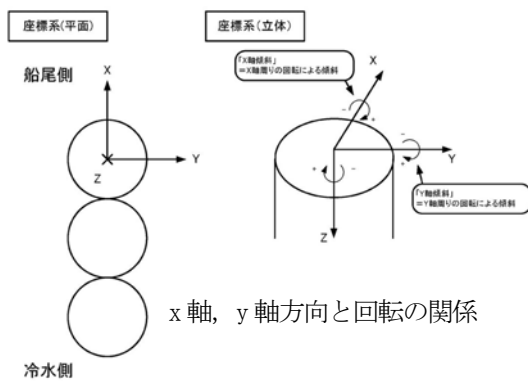 座標系(平面)
座標系(立体)
船尾側
X
Y
Z
「X軸傾斜」
=X軸周りの回転による傾斜
X
Y
Z
-
+
-
+
+
-
「Y軸傾斜」
=Y軸周りの回転による傾斜
x軸, y軸方向と回転の関係
冷水側